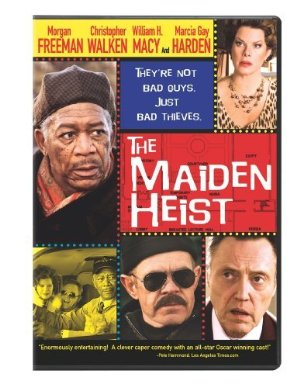 Morgan Christopher William H. Marcia Gay
FREEMAN WALKEN MACY And HARDEN
THEY'RE NOT
BAD GUYS.
JUST
BAD THIEVES.
THE
MAIDEN
HEIST
"Enormously entertaining! A clever caper comedy with an all-star Oscar winning cast!"
-Pete Hammond, Los Angeles Times.com